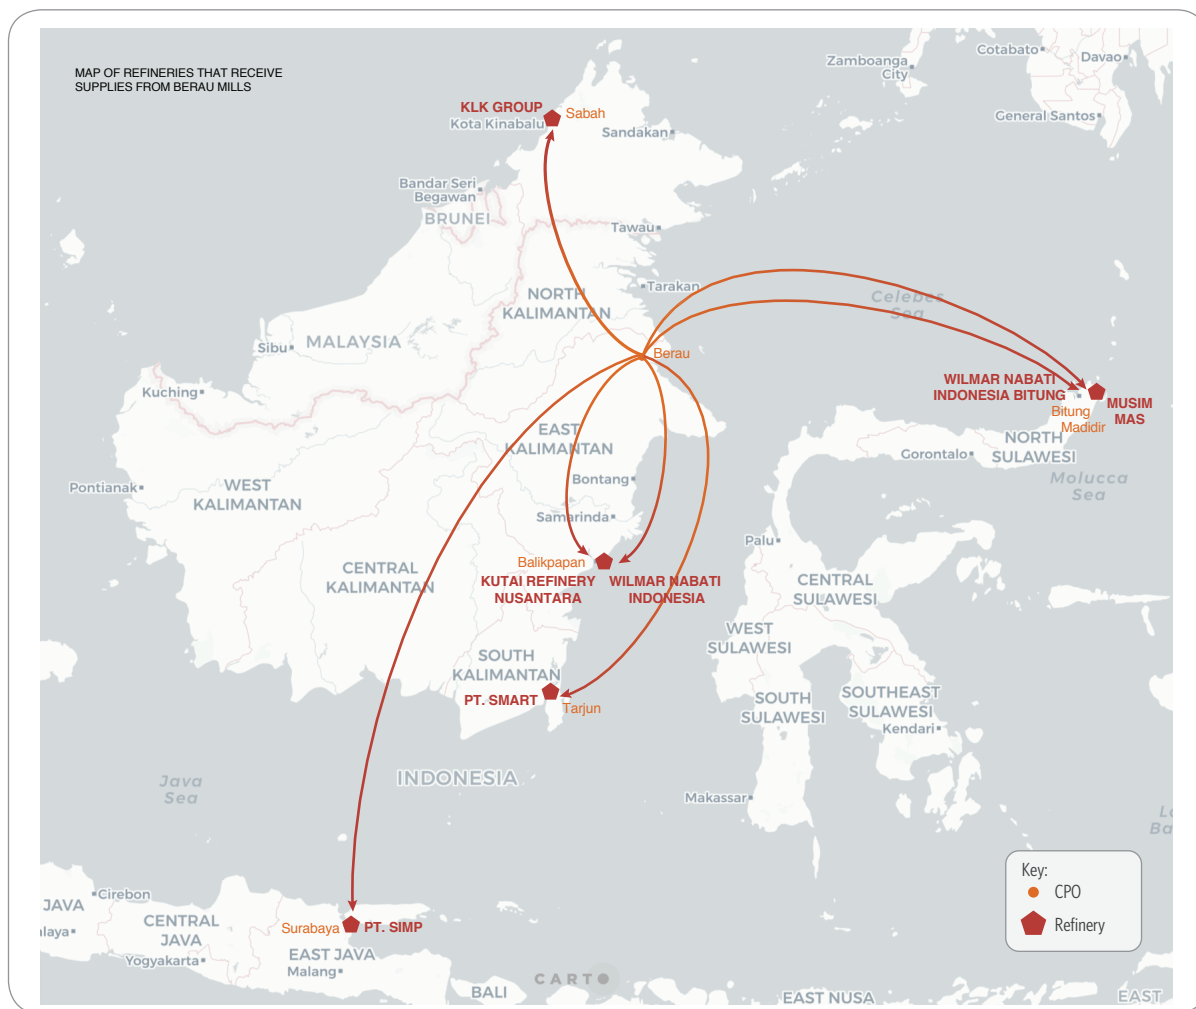 MAP OF REFINERIES THAT RECEIVE
SUPPLIES FROM BERAU MILLS
Zamboanga
City
Cotabato
Davao
General Santos
KLK GROUP
Sabah
Kota Kinabalu
Sandakan
Bandar Seri
Begawan
BRUNEI
Tawau
Tarakan
NORTH
KALIMANTAN
Celebes
Sea
MALAYSIA
Sibu
Berau
Kuching
WILMAR NABATI
INDONESIA BITUNG
MUSIM
MAS
Bitung
Madidir
NORTH
SULAWESI
Gorontalo
Molucca
Sea
EAST
KALIMANTAN
Bontang
Samarinda
Pontianak
WEST
KALIMANTAN
Palu
Balikpapan
KUTAI REFINERY
NUSANTARA
WILMAR NABATI
INDONESIA
CENTRAL
KALIMANTAN
CENTRAL
SULAWESI
WEST
SULAWESI
SOUTH
KALIMANTAN
PT. SMART
Tarjun
SOUTH
SULAWESI
SOUTHEAST
SULAWESI
Kendari
INDONESIA
Java
Sea
Makassar
Key:
CPO
Refinery
JAVA
Cirebon
CENTRAL
JAVA
Yogyakarta
Surabaya
PT. SIMP
EAST JAVA
Malang
CARTO
BALI
EAST NUSA
EAST